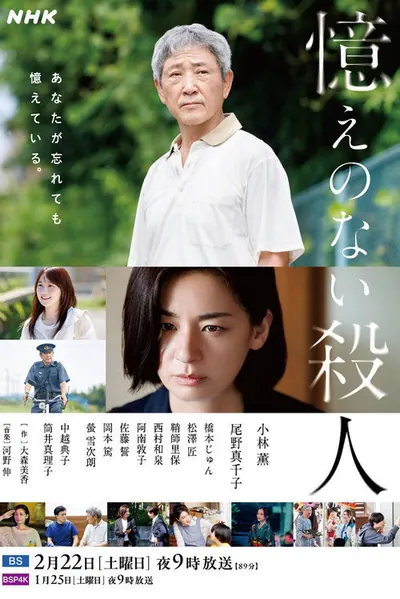 NHK
憶えのない殺人
あなたが忘れても
憶えている。
小林 薫
尾野真千子
橋本じゅん
松澤 匠
鞘師里保
西村和泉
阿南敦子
佐藤 誓
岡本 篤
螢 雪次朗
中越典子
筒井真理子
[作]大森美香
[音楽]河野 伸
BS 2月22日[土曜日]夜9時放送[89分]
BSP4K 1月25日[土曜日]夜9時放送